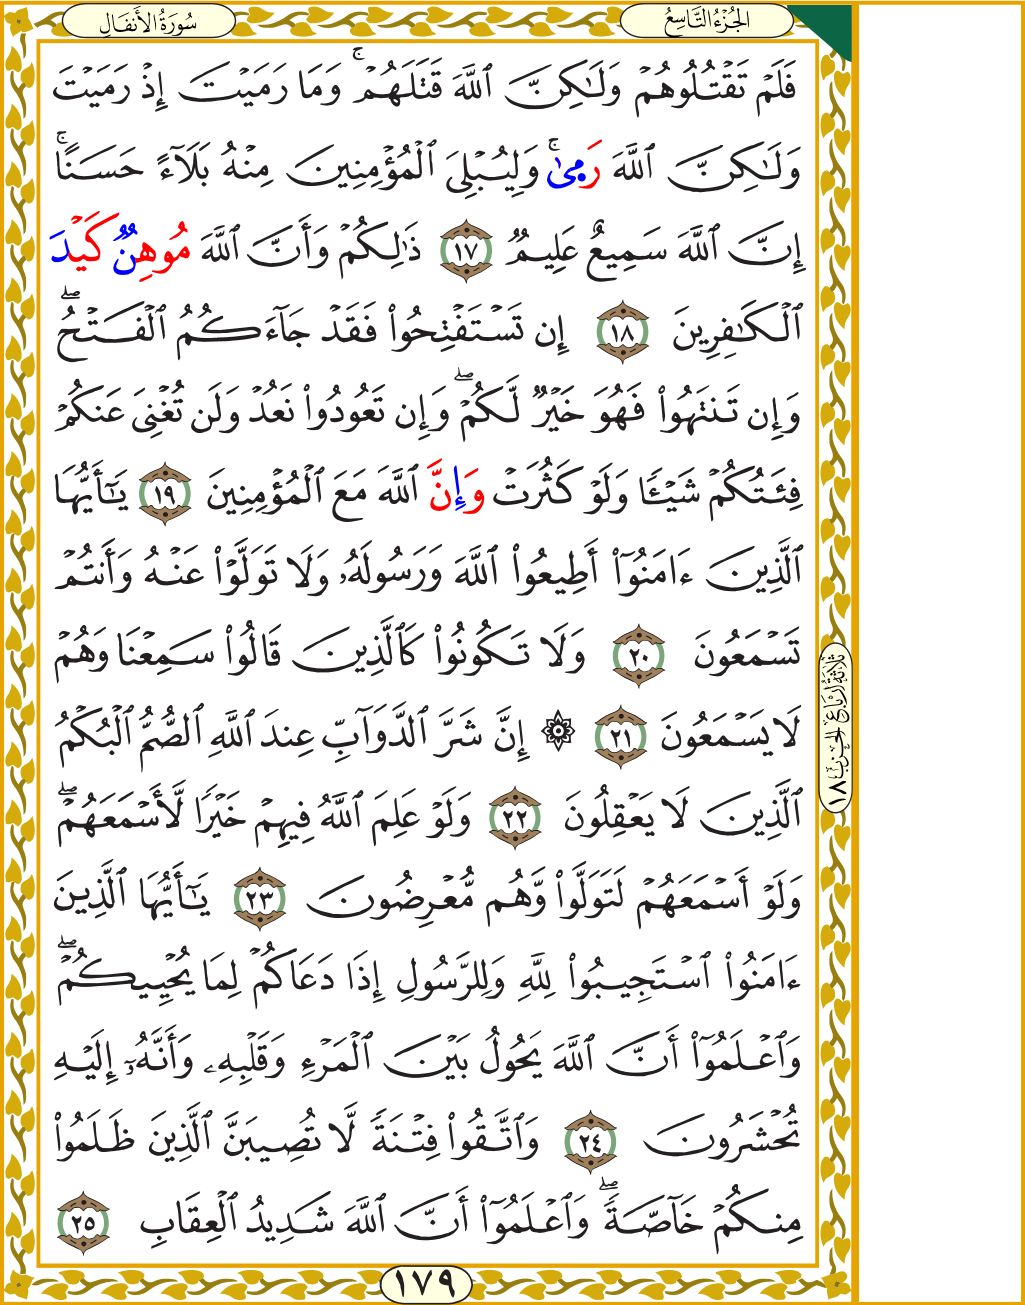 الجُزْءُ التَّاسِعُ
سُورَةُ الأَنفَالِ
فَلَمْ تَقْتُلُوهُمْ وَلَٰكِنَّ ٱللَّهَ قَتَلَهُمْ ۚ وَمَا رَمَيْتَ إِذْ رَمَيْتَ
وَلَٰكِنَّ ٱللَّهَ رَمِىٰ ۚ وَلِيُبْلِىَ ٱلْمُؤْمِنِينَ مِنْهُ بَلَآءً حَسَنًا ۚ
إِنَّ ٱللَّهَ سَمِيعٌ عَلِيمٌ ١٧ ذَٰلِكُمْ وَأَنَّ ٱللَّهَ مُوهِنٌ كَيْدَ
ٱلْكَٰفِرِينَ ١٨ إِن تَسْتَفْتِحُوا۟ فَقَدْ جَآءَكُمُ ٱلْفَتْحُ ۖ
وَإِن تَنتَهُوا۟ فَهُوَ خَيْرٌ لَّكُمْ ۖ وَإِن تَعُودُوا۟ نَعُدْ وَلَن تُغْنِىَ عَنكُمْ
فِئَتُكُمْ شَيْـًٔا وَلَوْ كَثُرَتْ وَإِنَّ ٱللَّهَ مَعَ ٱلْمُؤْمِنِينَ ١٩ يَٰٓأَيُّهَا
ٱلَّذِينَ ءَامَنُوٓا۟ أَطِيعُوا۟ ٱللَّهَ وَرَسُولَهُۥ وَلَا تَوَلَّوْا۟ عَنْهُ وَأَنتُمْ
تَسْمَعُونَ ٢٠ وَلَا تَكُونُوا۟ كَٱلَّذِينَ قَالُوا۟ سَمِعْنَا وَهُمْ
لَا يَسْمَعُونَ ٢١ ۞ إِنَّ شَرَّ ٱلدَّوَآبِّ عِندَ ٱللَّهِ ٱلصُّمُّ ٱلْبُكْمُ
ٱلَّذِينَ لَا يَعْقِلُونَ ٢٢ وَلَوْ عَلِمَ ٱللَّهُ فِيهِمْ خَيْرًا لَّأَسْمَعَهُمْ ۖ
وَلَوْ أَسْمَعَهُمْ لَتَوَلَّوا۟ وَّهُم مُّعْرِضُونَ ٢٣ يَٰٓأَيُّهَا ٱلَّذِينَ
ءَامَنُوا۟ ٱسْتَجِيبُوا۟ لِلَّهِ وَلِلرَّسُولِ إِذَا دَعَاكُمْ لِمَا يُحْيِيكُمْ ۖ
وَٱعْلَمُوٓا۟ أَنَّ ٱللَّهَ يَحُولُ بَيْنَ ٱلْمَرْءِ وَقَلْبِهِۦ وَأَنَّهُۥٓ إِلَيْهِ
تُحْشَرُونَ ٢٤ وَٱتَّقُوا۟ فِتْنَةً لَّا تُصِيبَنَّ ٱلَّذِينَ ظَلَمُوا۟
مِنكُمْ خَآصَّةً ۖ وَٱعْلَمُوٓا۟ أَنَّ ٱللَّهَ شَدِيدُ ٱلْعِقَابِ ٢٥
ثلاثة أرباع الحزب ١٨
١٧٩